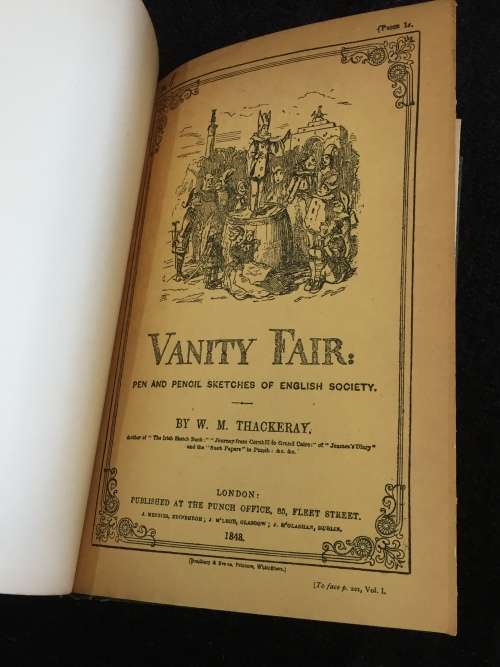 [Price 1s.
VANITY FAIR:
PEN AND PENCIL SKETCHES OF ENGLISH SOCIETY.
BY W. M. THACKERAY,
Author of "The Irish Sketch Book:" "Journey from Cornhill to Grand Cairo:" of "Jeames's Diary"
and the "Snob Papers" in Punch: &c. &c.
LONDON:
PUBLISHED AT THE PUNCH OFFICE, 85, FLEET STREET.
J. MENZIES, EDINBURGH; J. M'LEOD, GLASGOW; J. M'GLASHAN, DUBLIN.
1848.
[Bradbury & Evans, Printers, Whitefriars.]
[To face p. 201, Vol. I.